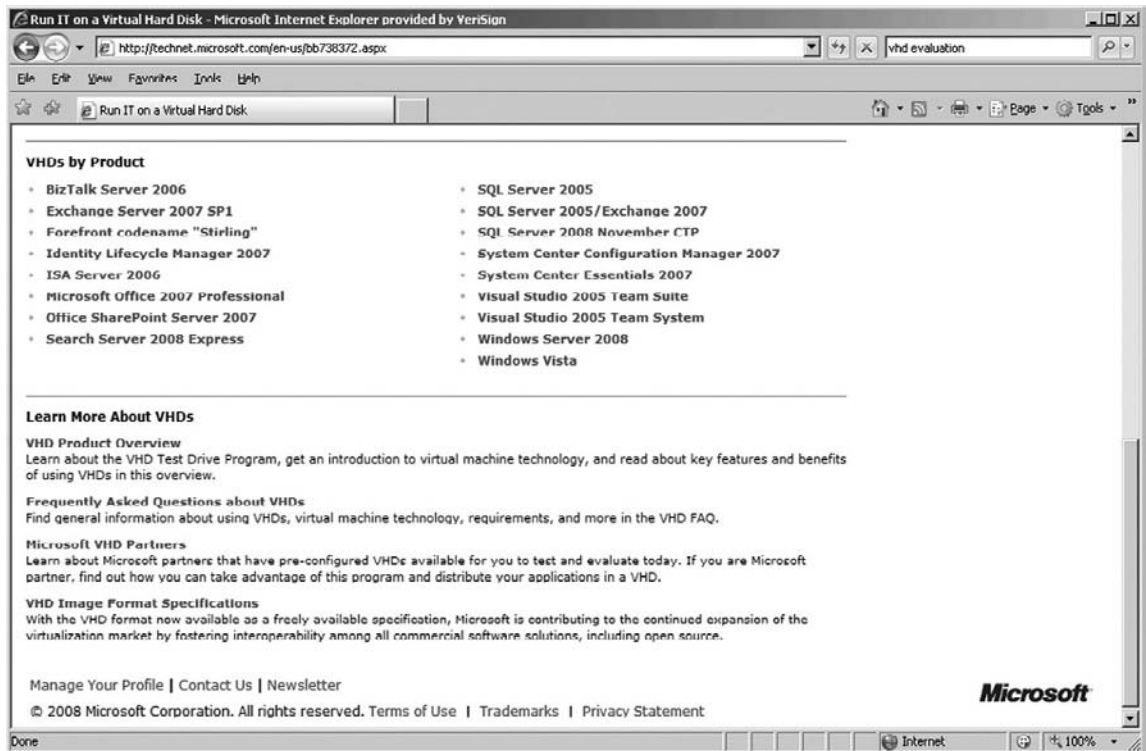 Run IT on a Virtual Hard Disk - Microsoft Internet Explorer provided by VeriSign
http://technet.microsoft.com/en-us/bb738372.aspx
vhd evaluation
File Edit View Favorites Tools Help
Run IT on a Virtual Hard Disk
Page Tools
VHDs by Product
BizTalk Server 2006
Exchange Server 2007 SP1
Forefront codename "Stirling"
Identity Lifecycle Manager 2007
ISA Server 2006
Microsoft Office 2007 Professional
Office SharePoint Server 2007
Search Server 2008 Express
SQL Server 2005
SQL Server 2005/Exchange 2007
SQL Server 2008 November CTP
System Center Configuration Manager 2007
System Center Essentials 2007
Visual Studio 2005 Team Suite
Visual Studio 2005 Team System
Windows Server 2008
Windows Vista
Learn More About VHDs
VHD Product Overview
Learn about the VHD Test Drive Program, get an introduction to virtual machine technology, and read about key features and benefits
of using VHDs in this overview.
Frequently Asked Questions about VHDs
Find general information about using VHDs, virtual machine technology, requirements, and more in the VHD FAQ.
Microsoft VHD Partners
Learn about Microsoft partners that have pre-configured VHDs available for you to test and evaluate today. If you are Microsoft
partner, find out how you can take advantage of this program and distribute your applications in a VHD.
VHD Image Format Specifications
With the VHD format now available as a freely available specification, Microsoft is contributing to the continued expansion of the
virtualization market by fostering interoperability among all commercial software solutions, including open source.
Manage Your Profile | Contact Us | Newsletter
Microsoft
© 2008 Microsoft Corporation. All rights reserved. Terms of Use | Trademarks | Privacy Statement
Done
Internet
100%